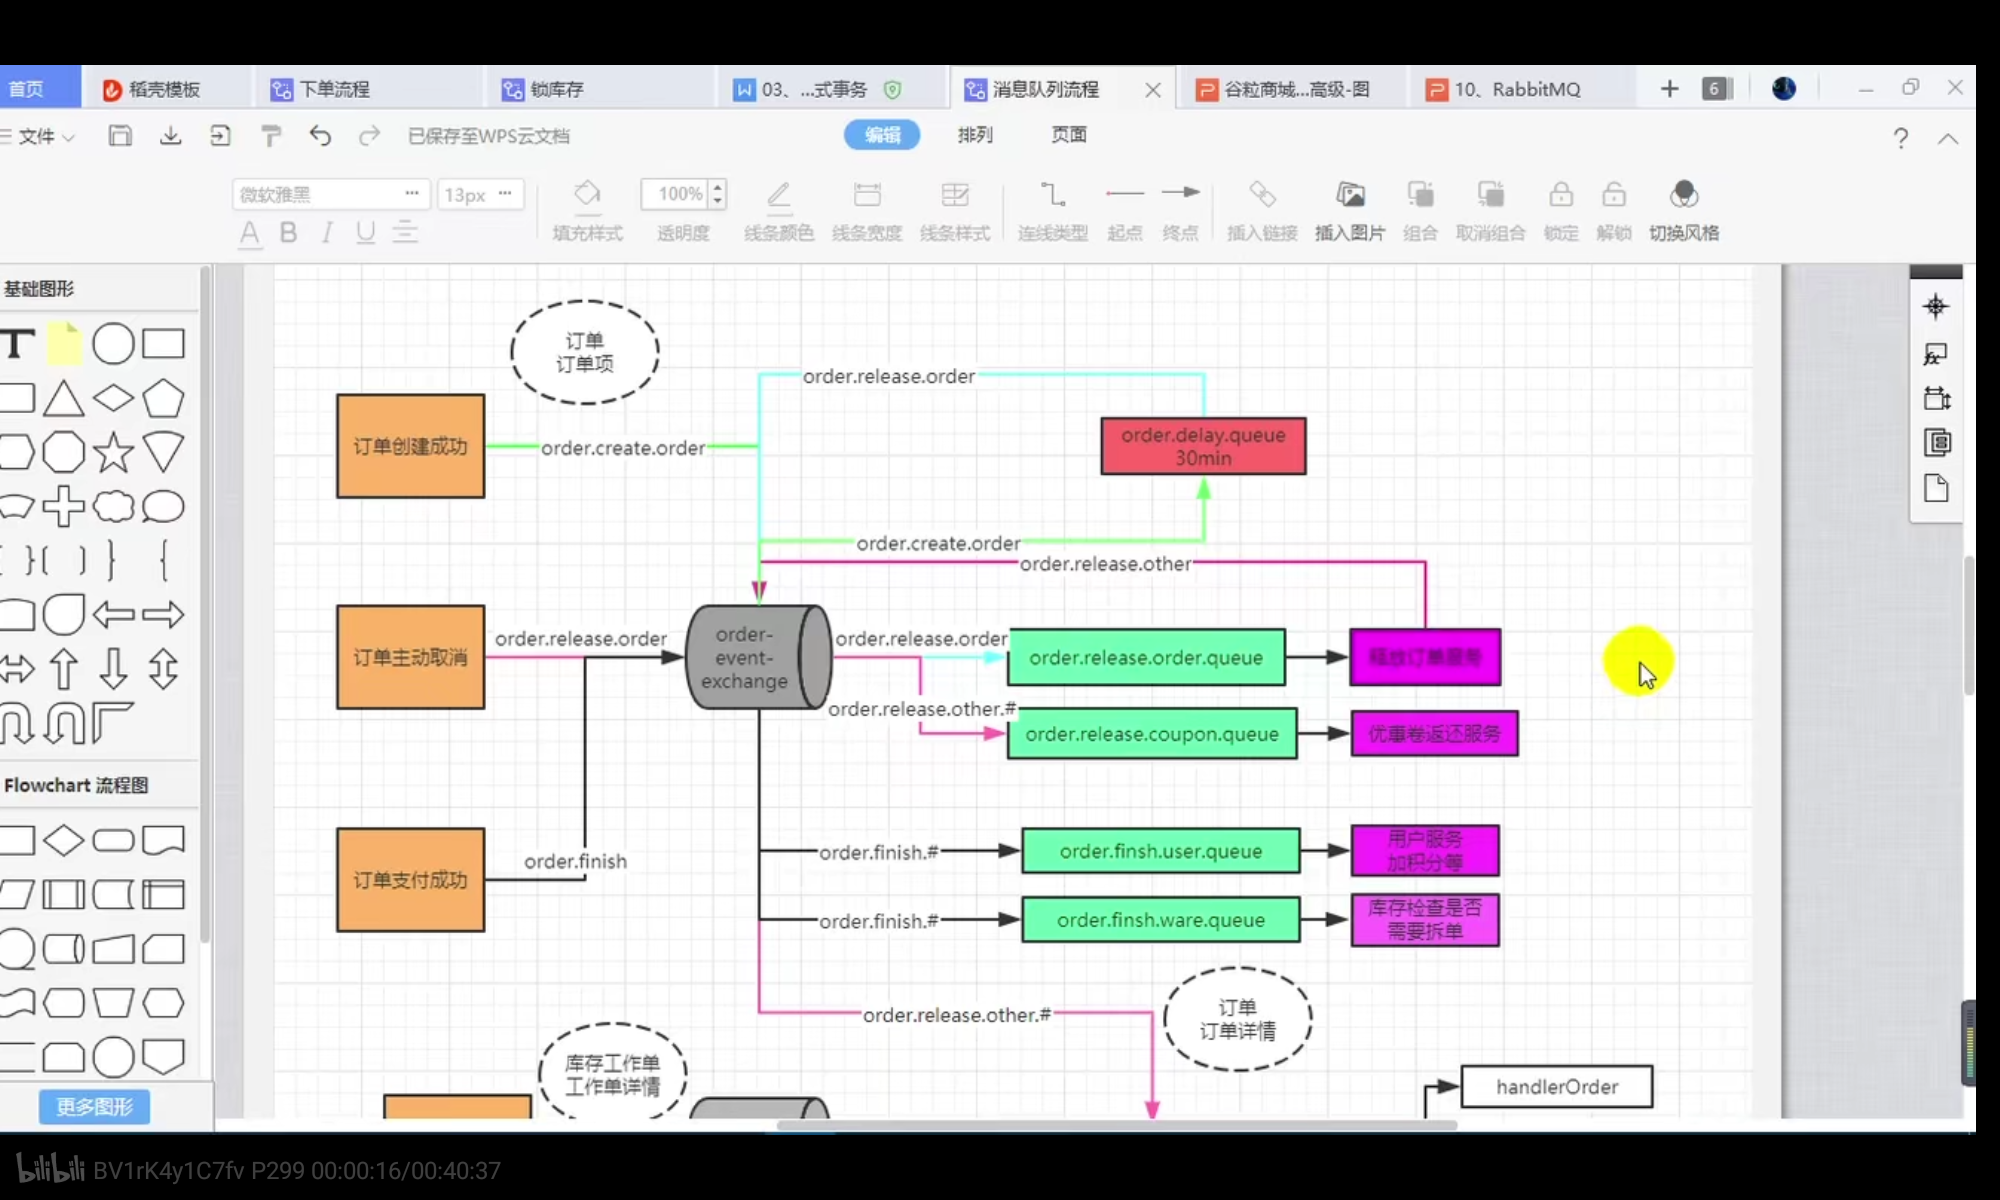 首页
稻壳模板
下单流程
锁库存
03、...式事务
消息队列流程
谷粒商城...高级-图
10、RabbitMQ
6
文件
已保存至WPS云文档
编辑
排列
页面
微软雅黑
13px
100%
填充样式
透明度
线条颜色
线条宽度
线条样式
连线类型
起点
终点
插入链接
插入图片
组合
取消组合
锁定
解锁
切换风格
基础图形
Flowchart 流程图
更多图形
订单
订单项
order.release.order
订单创建成功
order.create.order
order.delay.queue
30min
order.create.order
order.release.other
订单主动取消
order.release.order
order-
event-
exchange
order.release.order
order.release.order.queue
释放订单服务
order.release.other.#
order.release.coupon.queue
优惠卷返还服务
订单支付成功
order.finish
order.finish.#
order.finsh.user.queue
用户服务
加积分等
order.finish.#
order.finsh.ware.queue
库存检查是否
需要拆单
order.release.other.#
订单
订单详情
库存工作单
工作单详情
handlerOrder
bilibili BV1rK4y1C7fv P299 00:00:16/00:40:37